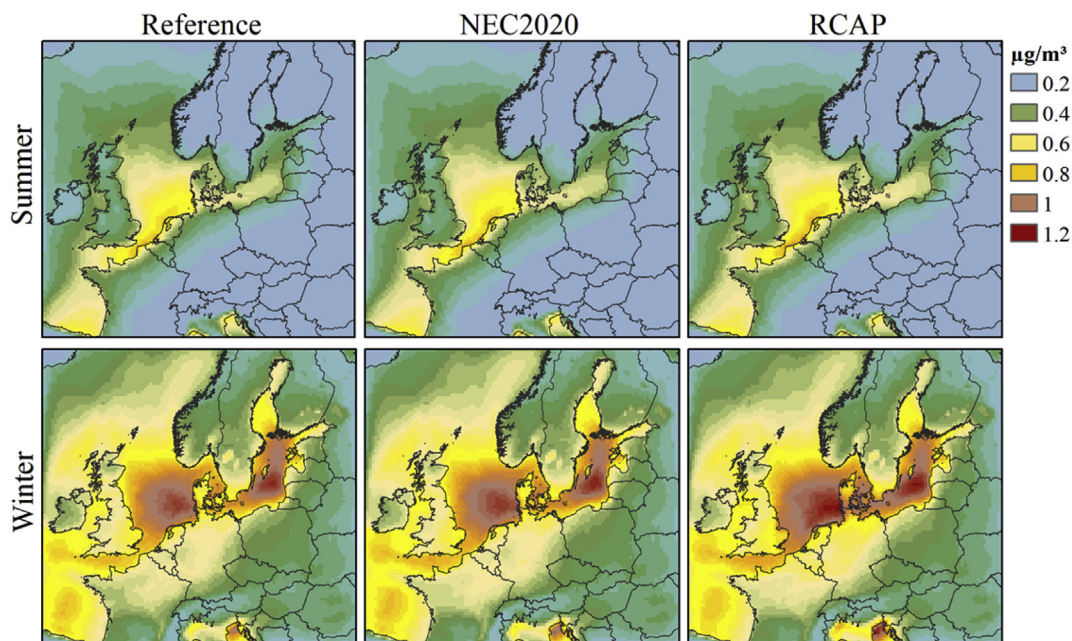 Reference
NEC2020
RCAP
µg/m³
0.2
0.4
0.6
0.8
1
1.2
Summer
Winter